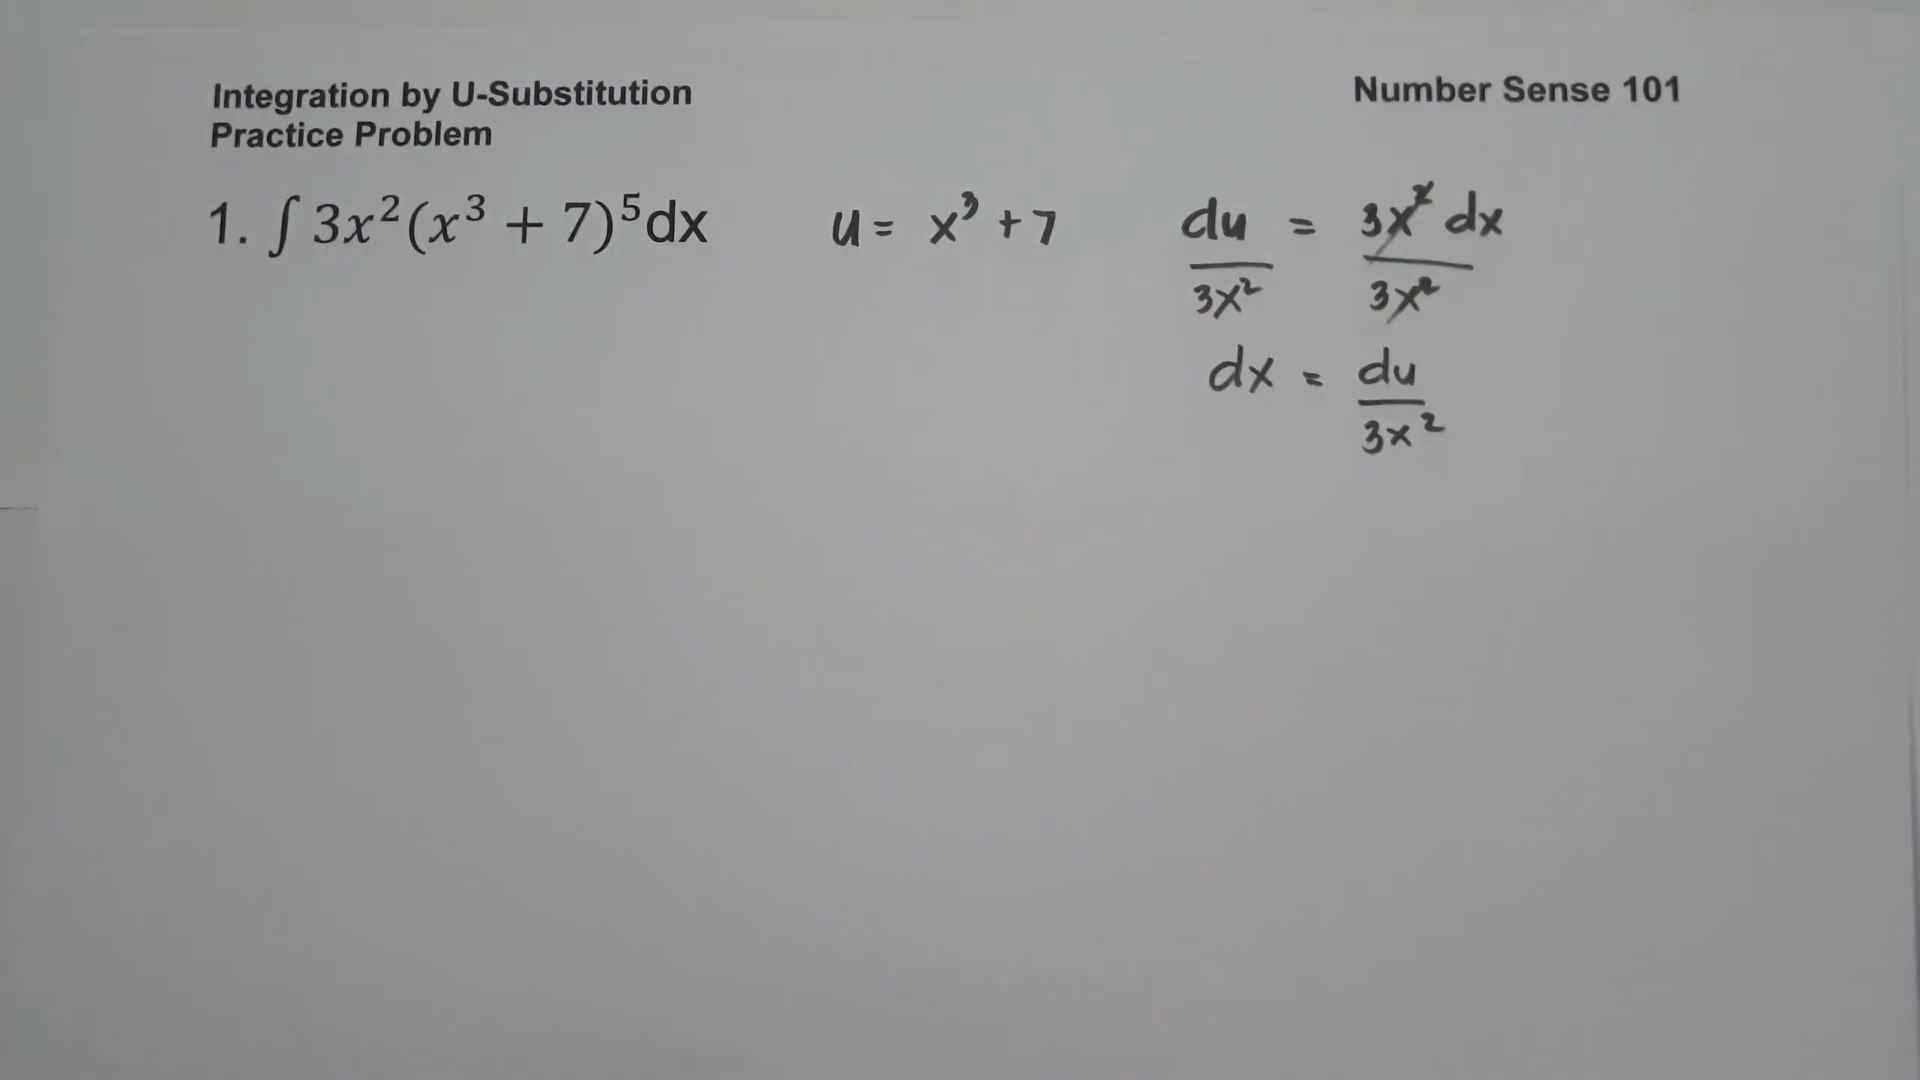 Integration by U-Substitution
Practice Problem
Number Sense 101
1. ∫ 3x²(x³ + 7)⁵dx
u = x³ + 7
du/3x² = 3x² dx/3x²
dx = du/3x²